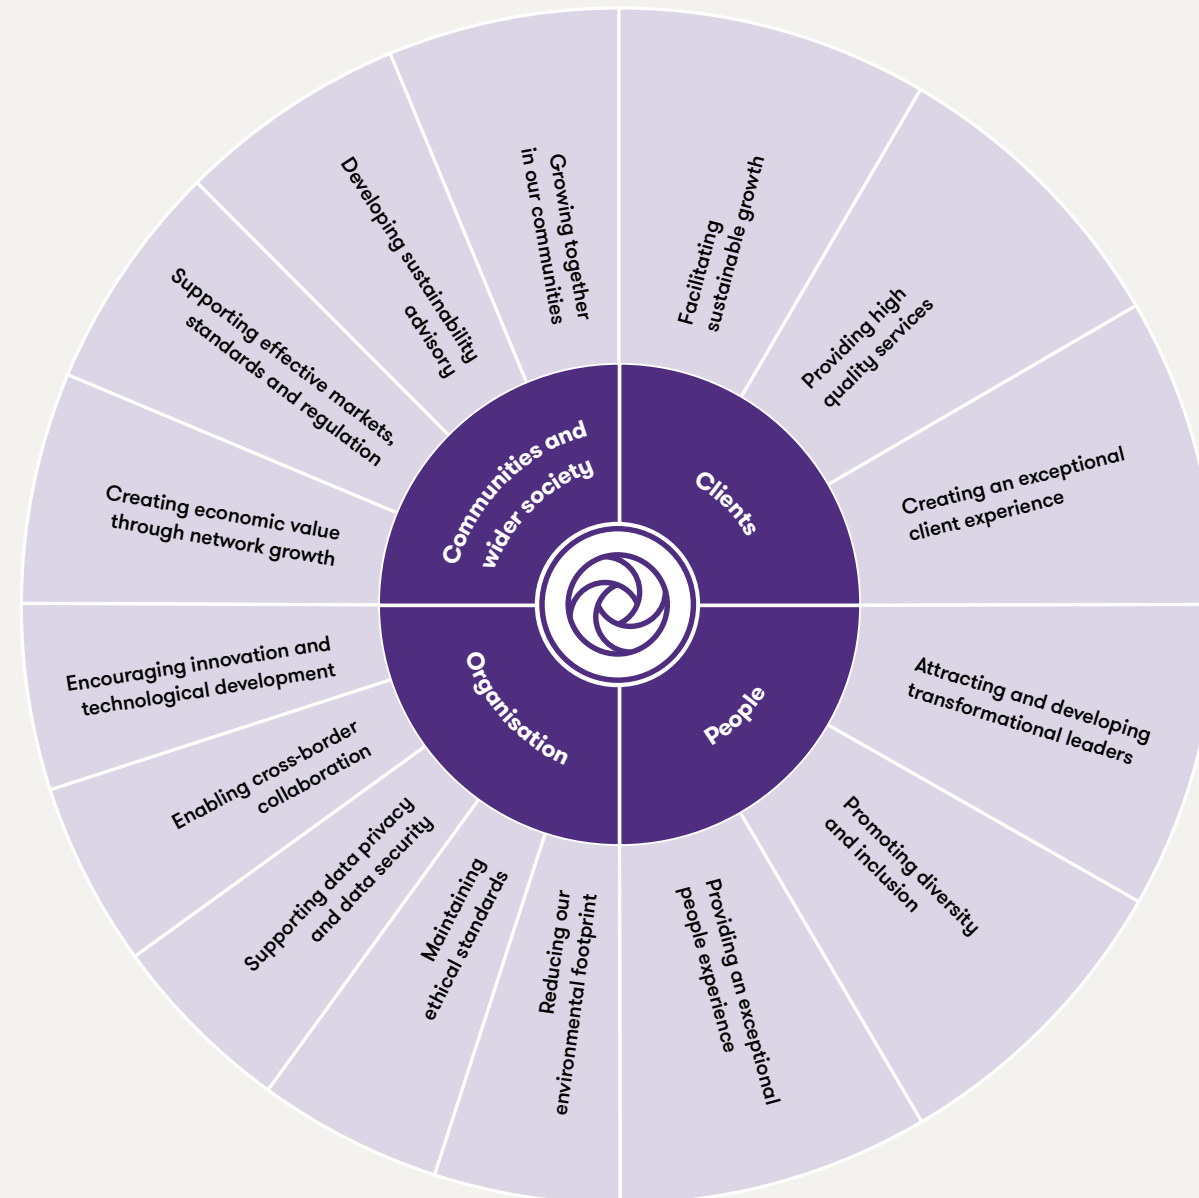 Clients
Facilitating
sustainable growth
Providing high
quality services
Creating an exceptional
client experience
People
Attracting and developing
transformational leaders
Promoting diversity
and inclusion
Providing an exceptional
people experience
Organisation
Reducing our
environmental footprint
Maintaining
ethical standards
Supporting data privacy
and data security
Enabling cross-border
collaboration
Encouraging innovation and
technological development
Communities and
wider society
Creating economic value
through network growth
Supporting effective markets,
standards and regulation
Developing sustainability
advisory
Growing together
in our communities